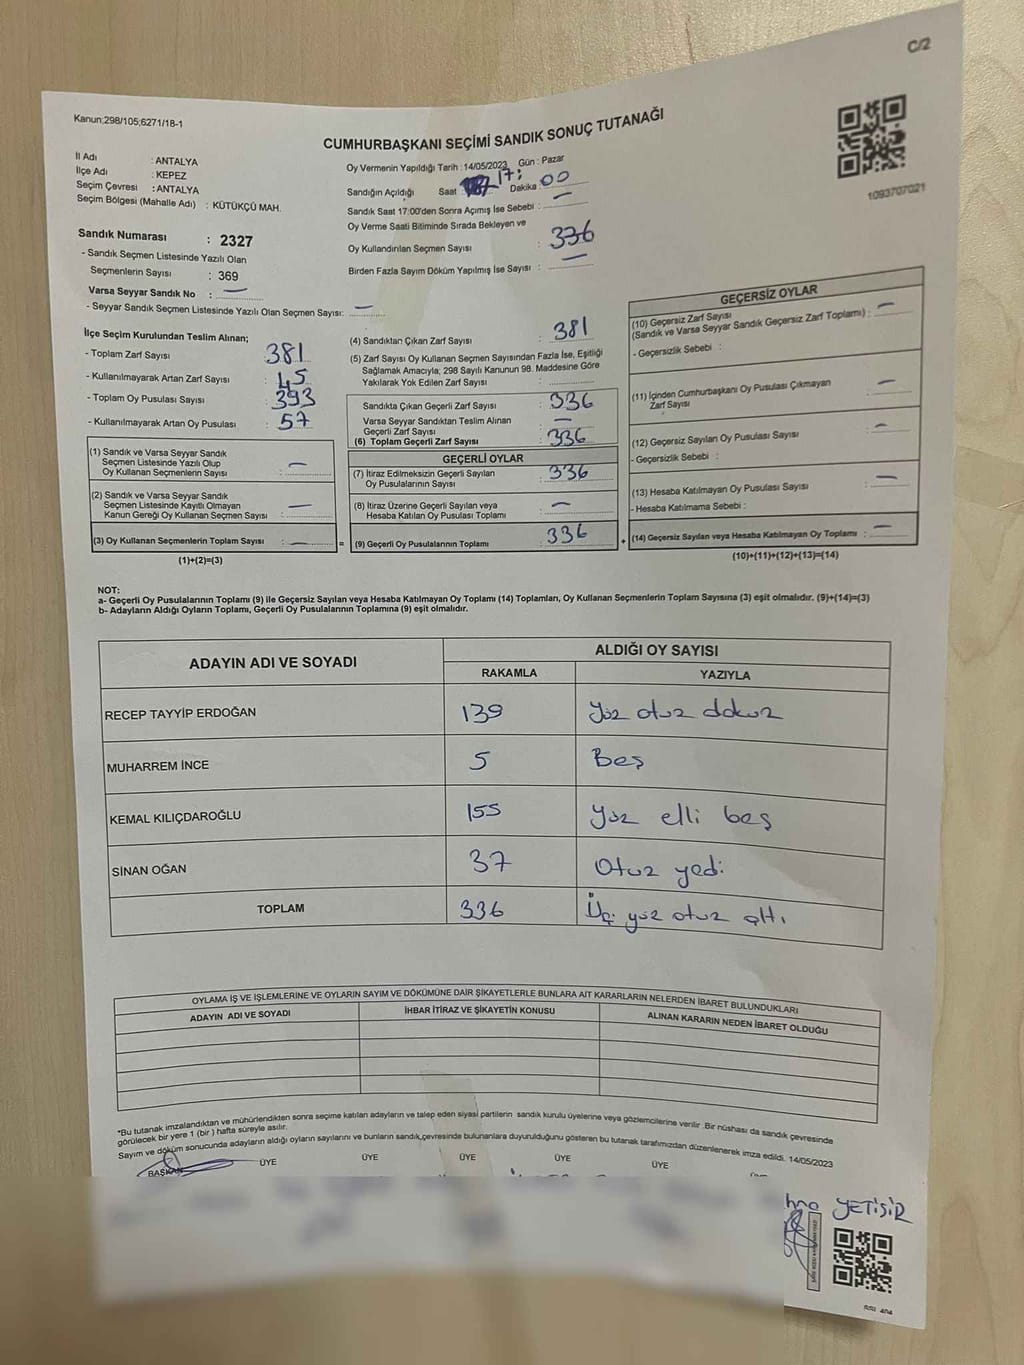 C/2
Kanun;298/105;6271/18-1
CUMHURBAŞKANI SEÇİMİ SANDIK SONUÇ TUTANAĞI
1093707021
İl Adı : ANTALYA
İlçe Adı : KEPEZ
Seçim Çevresi : ANTALYA
Seçim Bölgesi (Mahalle Adı) : KÜTÜKÇÜ MAH.
Sandık Numarası : 2327
- Sandık Seçmen Listesinde Yazılı Olan
Seçmenlerin Sayısı : 369
Varsa Seyyar Sandık No : —
- Seyyar Sandık Seçmen Listesinde Yazılı Olan Seçmen Sayısı: —
Oy Vermenin Yapıldığı Tarih : 14/05/2023 Gün : Pazar
Sandığın Açıldığı Saat 17: Dakika 00
Sandık Saat 17:00'den Sonra Açımış İse Sebebi : —
Oy Verme Saati Bitiminde Sırada Bekleyen ve
Oy Kullandırılan Seçmen Sayısı : 336
Birden Fazla Sayım Döküm Yapılmış İse Sayısı : —
İlçe Seçim Kurulundan Teslim Alınan;
- Toplam Zarf Sayısı : 381
- Kullanılmayarak Artan Zarf Sayısı : 45
- Toplam Oy Pusulası Sayısı : 393
- Kullanılmayarak Artan Oy Pusulası : 57
(1) Sandık ve Varsa Seyyar Sandık
Seçmen Listesinde Yazılı Olup
Oy Kullanan Seçmenlerin Sayısı : —
(2) Sandık ve Varsa Seyyar Sandık
Seçmen Listesinde Kayıtlı Olmayan
Kanun Gereği Oy Kullanan Seçmen Sayısı : —
(3) Oy Kullanan Seçmenlerin Toplam Sayısı : —
(1)+(2)=(3)
=
(4) Sandıktan Çıkan Zarf Sayısı : 381
(5) Zarf Sayısı Oy Kullanan Seçmen Sayısından Fazla İse, Eşitliği
Sağlamak Amacıyla; 298 Sayılı Kanunun 98. Maddesine Göre
Yakılarak Yok Edilen Zarf Sayısı :
Sandıkta Çıkan Geçerli Zarf Sayısı : 336
Varsa Seyyar Sandıktan Teslim Alınan
Geçerli Zarf Sayısı : —
(6) Toplam Geçerli Zarf Sayısı : 336
GEÇERLİ OYLAR
(7) İtiraz Edilmeksizin Geçerli Sayılan
Oy Pusulalarının Sayısı : 336
(8) İtiraz Üzerine Geçerli Sayılan veya
Hesaba Katılan Oy Pusulası Toplamı : —
(9) Geçerli Oy Pusulalarının Toplamı : 336
+
GEÇERSİZ OYLAR
(10) Geçersiz Zarf Sayısı
(Sandık ve Varsa Seyyar Sandık Geçersiz Zarf Toplamı) : —
- Geçersizlik Sebebi :
(11) İçinden Cumhurbaşkanı Oy Pusulası Çıkmayan
Zarf Sayısı : —
(12) Geçersiz Sayılan Oy Pusulası Sayısı : —
- Geçersizlik Sebebi :
(13) Hesaba Katılmayan Oy Pusulası Sayısı : —
- Hesaba Katılmama Sebebi :
(14) Geçersiz Sayılan veya Hesaba Katılmayan Oy Toplamı : —
(10)+(11)+(12)+(13)=(14)
NOT:
a- Geçerli Oy Pusulalarının Toplamı (9) ile Geçersiz Sayılan veya Hesaba Katılmayan Oy Toplamı (14) Toplamları, Oy Kullanan Seçmenlerin Toplam Sayısına (3) eşit olmalıdır. (9)+(14)=(3)
b- Adayların Aldığı Oyların Toplamı, Geçerli Oy Pusulalarının Toplamına (9) eşit olmalıdır.
ADAYIN ADI VE SOYADI ALDIĞI OY SAYISI
RAKAMLA YAZIYLA
RECEP TAYYİP ERDOĞAN 139 Yüz otuz dokuz
MUHARREM İNCE 5 Beş
KEMAL KILIÇDAROĞLU 155 Yüz elli beş
SİNAN OĞAN 37 Otuz yedi
TOPLAM 336 Üç yüz otuz altı
OYLAMA İŞ VE İŞLEMLERİNE VE OYLARIN SAYIM VE DÖKÜMÜNE DAİR ŞİKAYETLERLE BUNLARA AİT KARARLARIN NELERDEN İBARET BULUNDUKLARI
ADAYIN ADI VE SOYADI İHBAR İTİRAZ VE ŞİKAYETİN KONUSU ALINAN KARARIN NEDEN İBARET OLDUĞU
*Bu tutanak imzalandıktan ve mühürlendikten sonra seçime katılan adayların ve talep eden siyasi partilerin sandık kurulu üyelerine veya gözlemcilerine verilir .Bir nüshası da sandık çevresinde
görülecek bir yere 1 (bir ) hafta süreyle asılır.
Sayım ve döküm sonucunda adayların aldığı oyların sayılarını ve bunların sandık,çevresinde bulunanlara duyurulduğunu gösteren bu tutanak tarafımızdan düzenlenerek imza edildi. 14/05/2023
BAŞKAN ÜYE ÜYE ÜYE ÜYE ÜYE
YETİŞİR